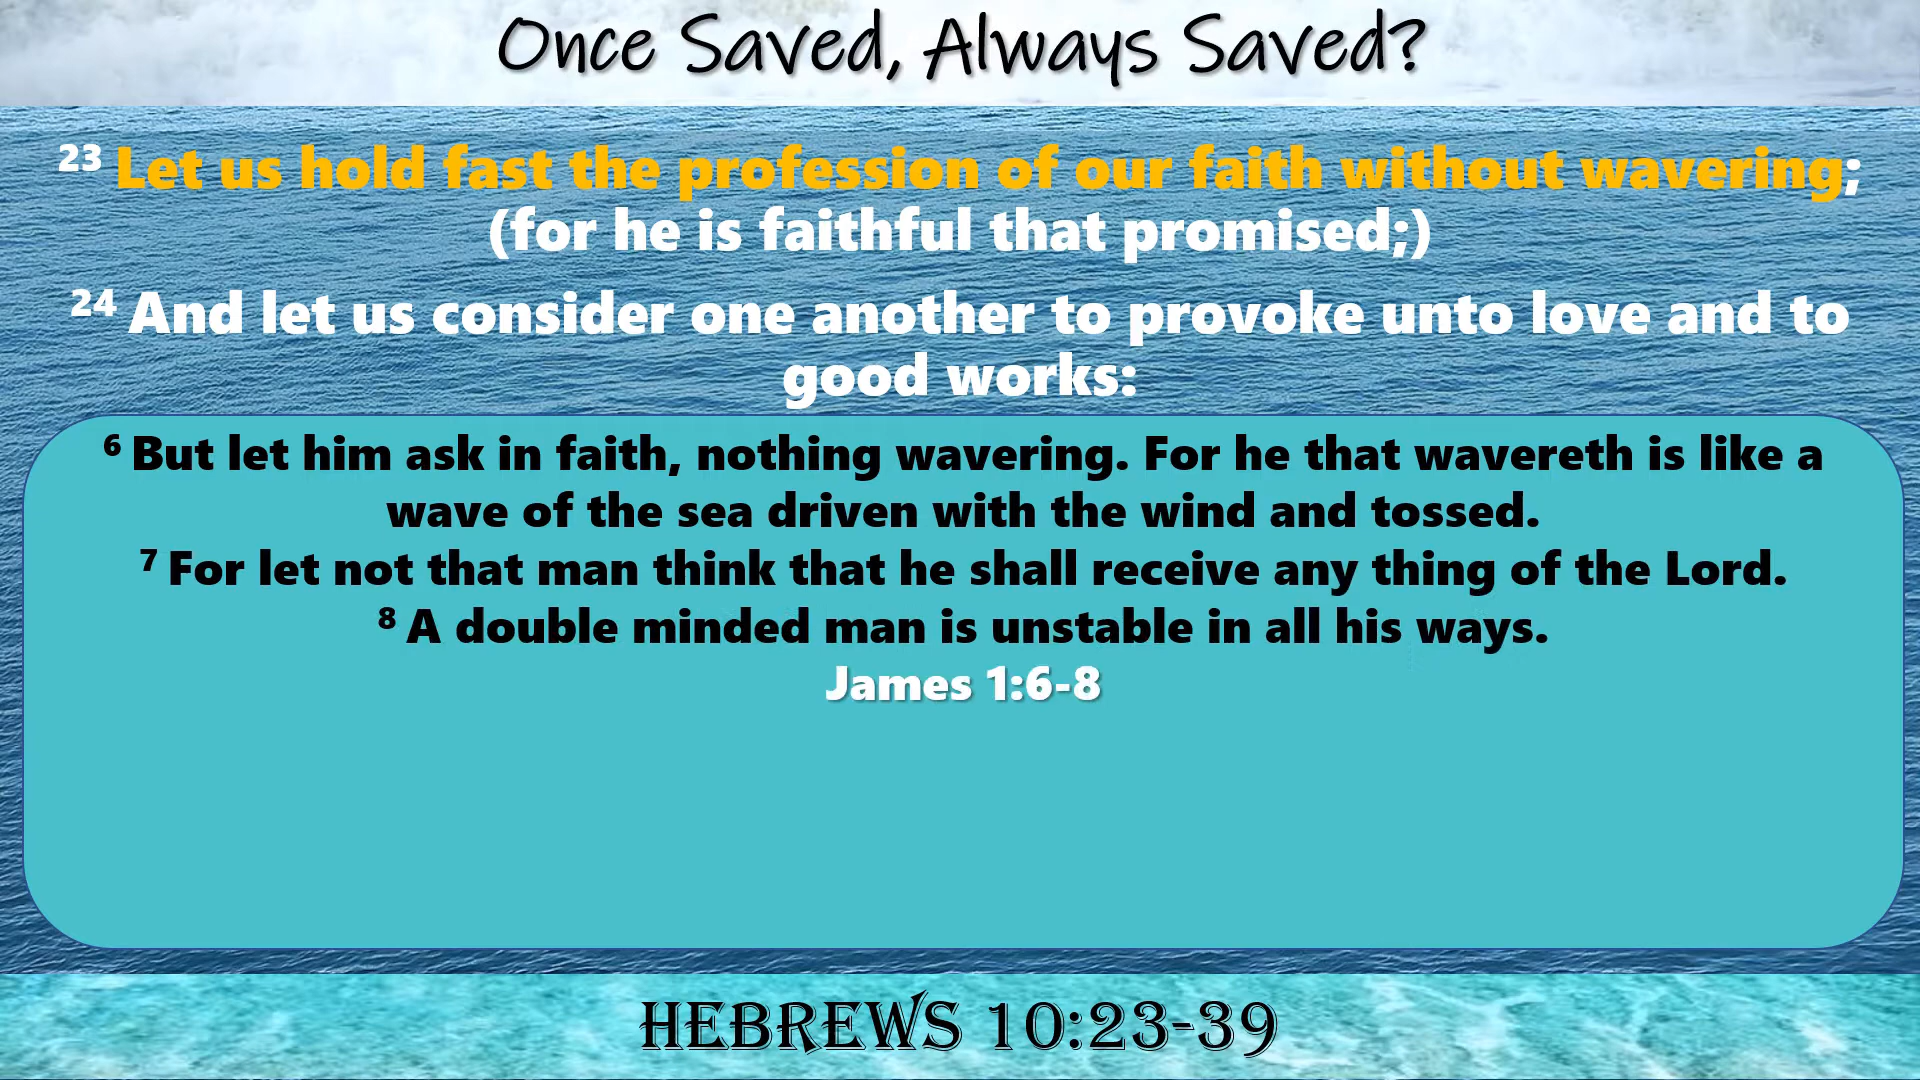 Once Saved, Always Saved?
23 Let us hold fast the profession of our faith without wavering;
(for he is faithful that promised;)
24 And let us consider one another to provoke unto love and to
good works:
6 But let him ask in faith, nothing wavering. For he that wavereth is like a
wave of the sea driven with the wind and tossed.
7 For let not that man think that he shall receive any thing of the Lord.
8 A double minded man is unstable in all his ways.
James 1:6-8
HEBREWS 10:23-39